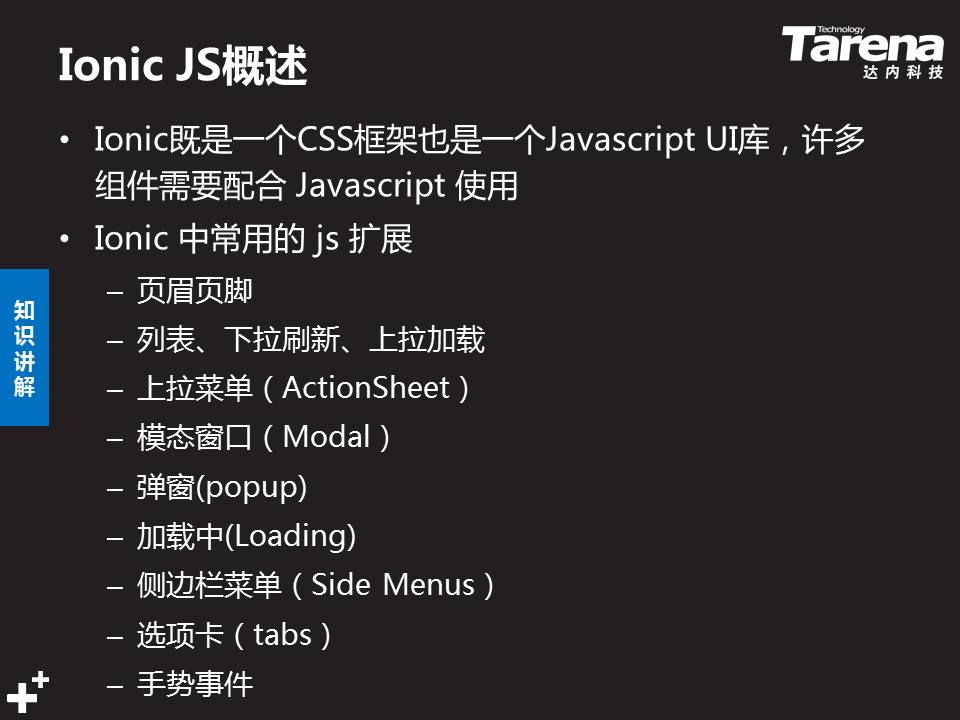 Ionic JS概述
Technology
Tarena
达内科技
• Ionic既是一个CSS框架也是一个Javascript UI库，许多
组件需要配合 Javascript 使用
• Ionic 中常用的 js 扩展
– 页眉页脚
– 列表、下拉刷新、上拉加载
– 上拉菜单（ActionSheet）
– 模态窗口（Modal）
– 弹窗(popup)
– 加载中(Loading)
– 侧边栏菜单（Side Menus）
– 选项卡（tabs）
– 手势事件
知
识
讲
解